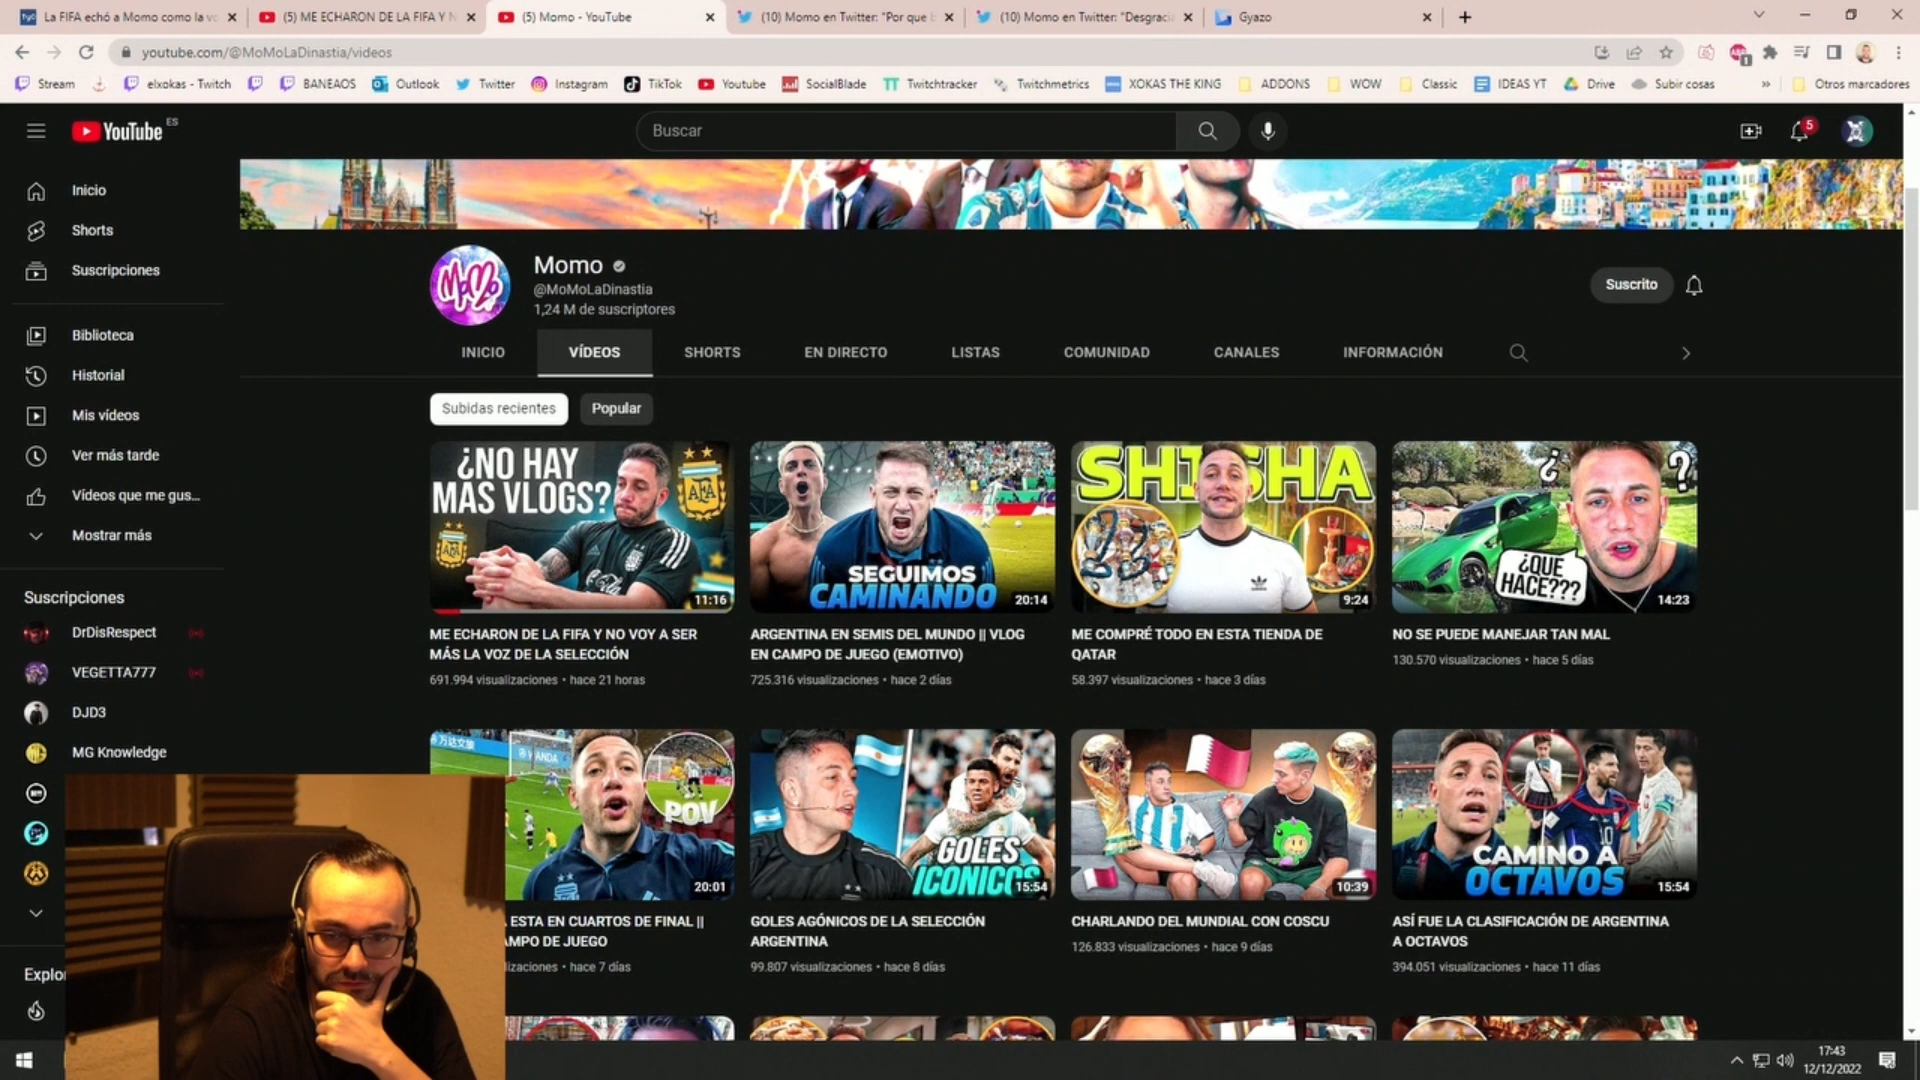 La FIFA echó a Momo como la vo
(5) ME ECHARON DE LA FIFA Y N
(5) Momo - YouTube
(10) Momo en Twitter: "Por que
(10) Momo en Twitter: "Desgracia
Gyazo
youtube.com/@MoMoLaDinastia/videos
Stream
elxokas - Twitch
BANEAOS
Outlook
Twitter
Instagram
TikTok
Youtube
SocialBlade
Twitchtracker
Twitchmetrics
XOKAS THE KING
ADDONS
WOW
Classic
IDEAS YT
Drive
Subir cosas
»
Otros marcadores
YouTube ES
Buscar
5
Inicio
Shorts
Suscripciones
Biblioteca
Historial
Mis vídeos
Ver más tarde
Vídeos que me gus...
Mostrar más
Suscripciones
DrDisRespect
VEGETTA777
DJD3
MG Knowledge
Explo
MoMo
Momo
@MoMoLaDinastia
1,24 M de suscriptores
Suscrito
INICIO
VÍDEOS
SHORTS
EN DIRECTO
LISTAS
COMUNIDAD
CANALES
INFORMACIÓN
Subidas recientes
Popular
¿NO HAY
MAS VLOGS?
AFA
AFA
11:16
ME ECHARON DE LA FIFA Y NO VOY A SER
MÁS LA VOZ DE LA SELECCIÓN
691.994 visualizaciones • hace 21 horas
SEGUIMOS
CAMINANDO
20:14
ARGENTINA EN SEMIS DEL MUNDO || VLOG
EN CAMPO DE JUEGO (EMOTIVO)
725.316 visualizaciones • hace 2 días
SHISHA
9:24
ME COMPRÉ TODO EN ESTA TIENDA DE
QATAR
58.397 visualizaciones • hace 3 días
¿ ?
¿QUE
HACE???
14:23
NO SE PUEDE MANEJAR TAN MAL
130.570 visualizaciones • hace 5 días
WANDA
POV
20:01
ESTA EN CUARTOS DE FINAL ||
AMPO DE JUEGO
lizaciones • hace 7 días
GOLES
ICONICOS
15:54
GOLES AGÓNICOS DE LA SELECCIÓN
ARGENTINA
99.807 visualizaciones • hace 8 días
10:39
CHARLANDO DEL MUNDIAL CON COSCU
126.833 visualizaciones • hace 9 días
10
CAMINO A
OCTAVOS
15:54
ASÍ FUE LA CLASIFICACIÓN DE ARGENTINA
A OCTAVOS
394.051 visualizaciones • hace 11 días
17:43
12/12/2022